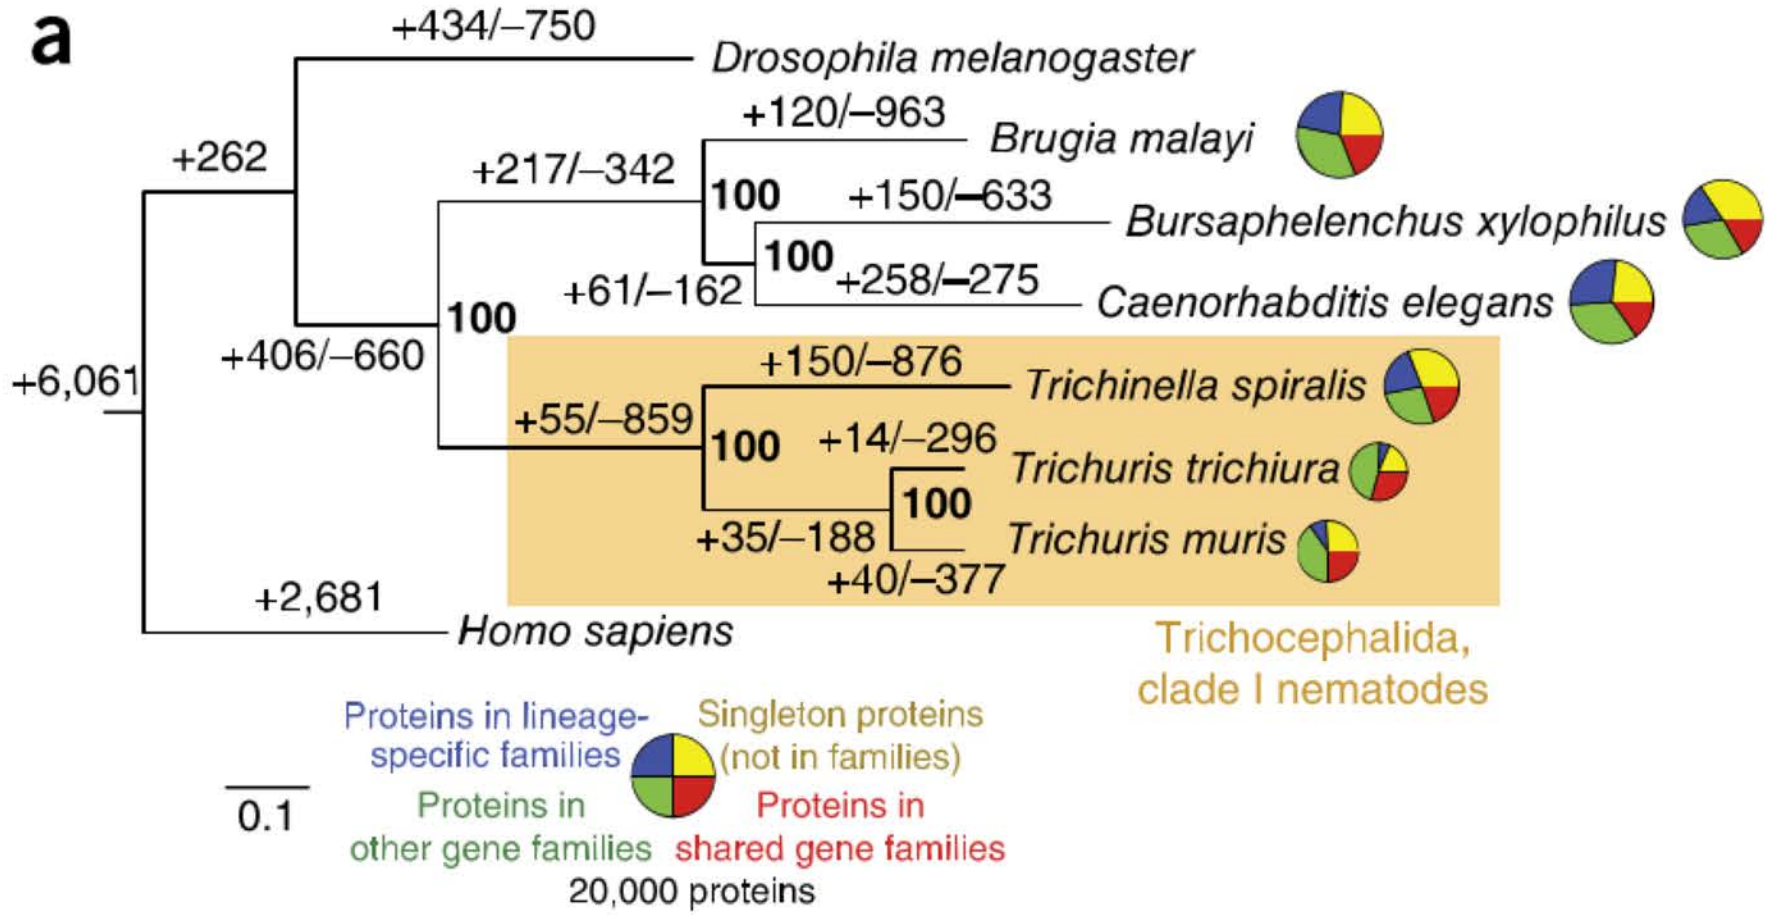 a
+434/–750
Drosophila melanogaster
+120/–963
Brugia malayi
+262
+217/–342
100
+150/–633
Bursaphelenchus xylophilus
100
+61/–162
+258/–275
Caenorhabditis elegans
100
+406/–660
+6,061
+150/–876
Trichinella spiralis
+55/–859
100
+14/–296
Trichuris trichiura
100
+35/–188
Trichuris muris
+40/–377
+2,681
Homo sapiens
Trichocephalida,
clade I nematodes
Proteins in lineage-
specific families
Singleton proteins
(not in families)
Proteins in
other gene families
Proteins in
shared gene families
20,000 proteins
0.1